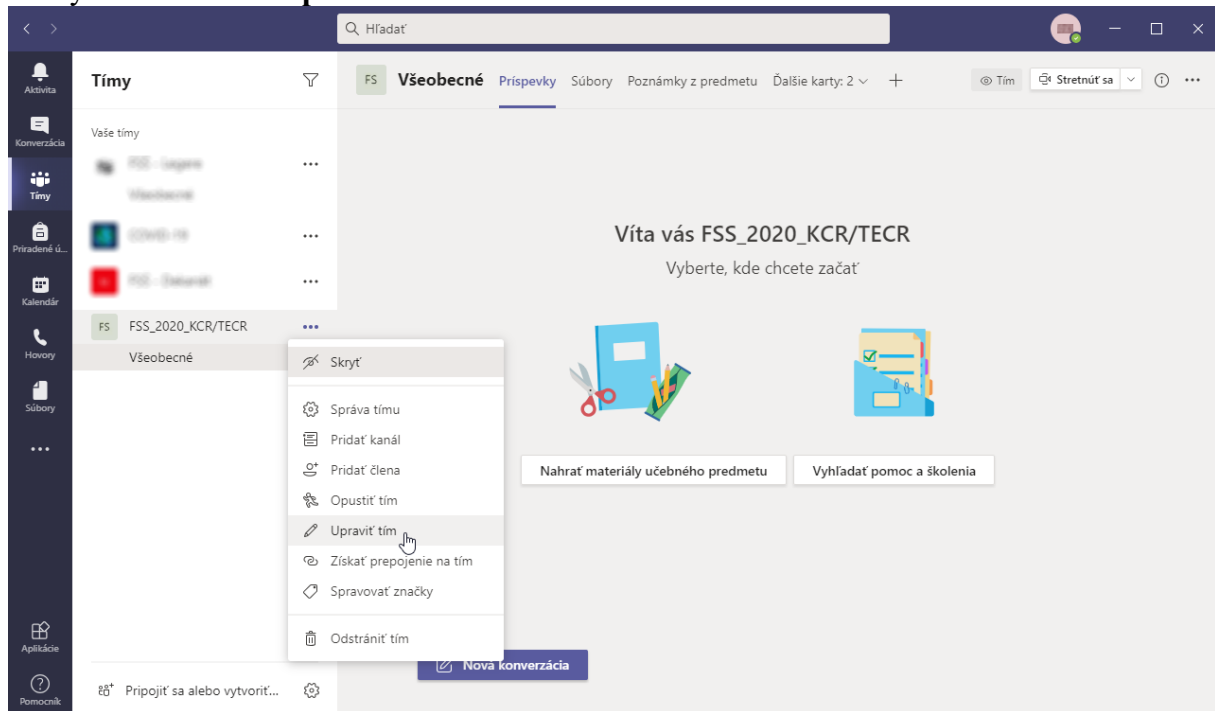 Hľadať
Aktivita
Konverzácia
Tímy
Priradené ú...
Kalendár
Hovory
Súbory
Aplikácie
Pomocník
Tímy
Vaše tímy
FS FSS_2020_KCR/TECR
Všeobecné
Pripojiť sa alebo vytvoriť...
Skryť
Správa tímu
Pridať kanál
Pridať člena
Opustiť tím
Upraviť tím
Získať prepojenie na tím
Spravovať značky
Odstrániť tím
FS Všeobecné Príspevky Súbory Poznámky z predmetu Ďalšie karty: 2 Tím Stretnúť sa
Víta vás FSS_2020_KCR/TECR
Vyberte, kde chcete začať
Nahrať materiály učebného predmetu Vyhľadať pomoc a školenia
Nová konverzácia